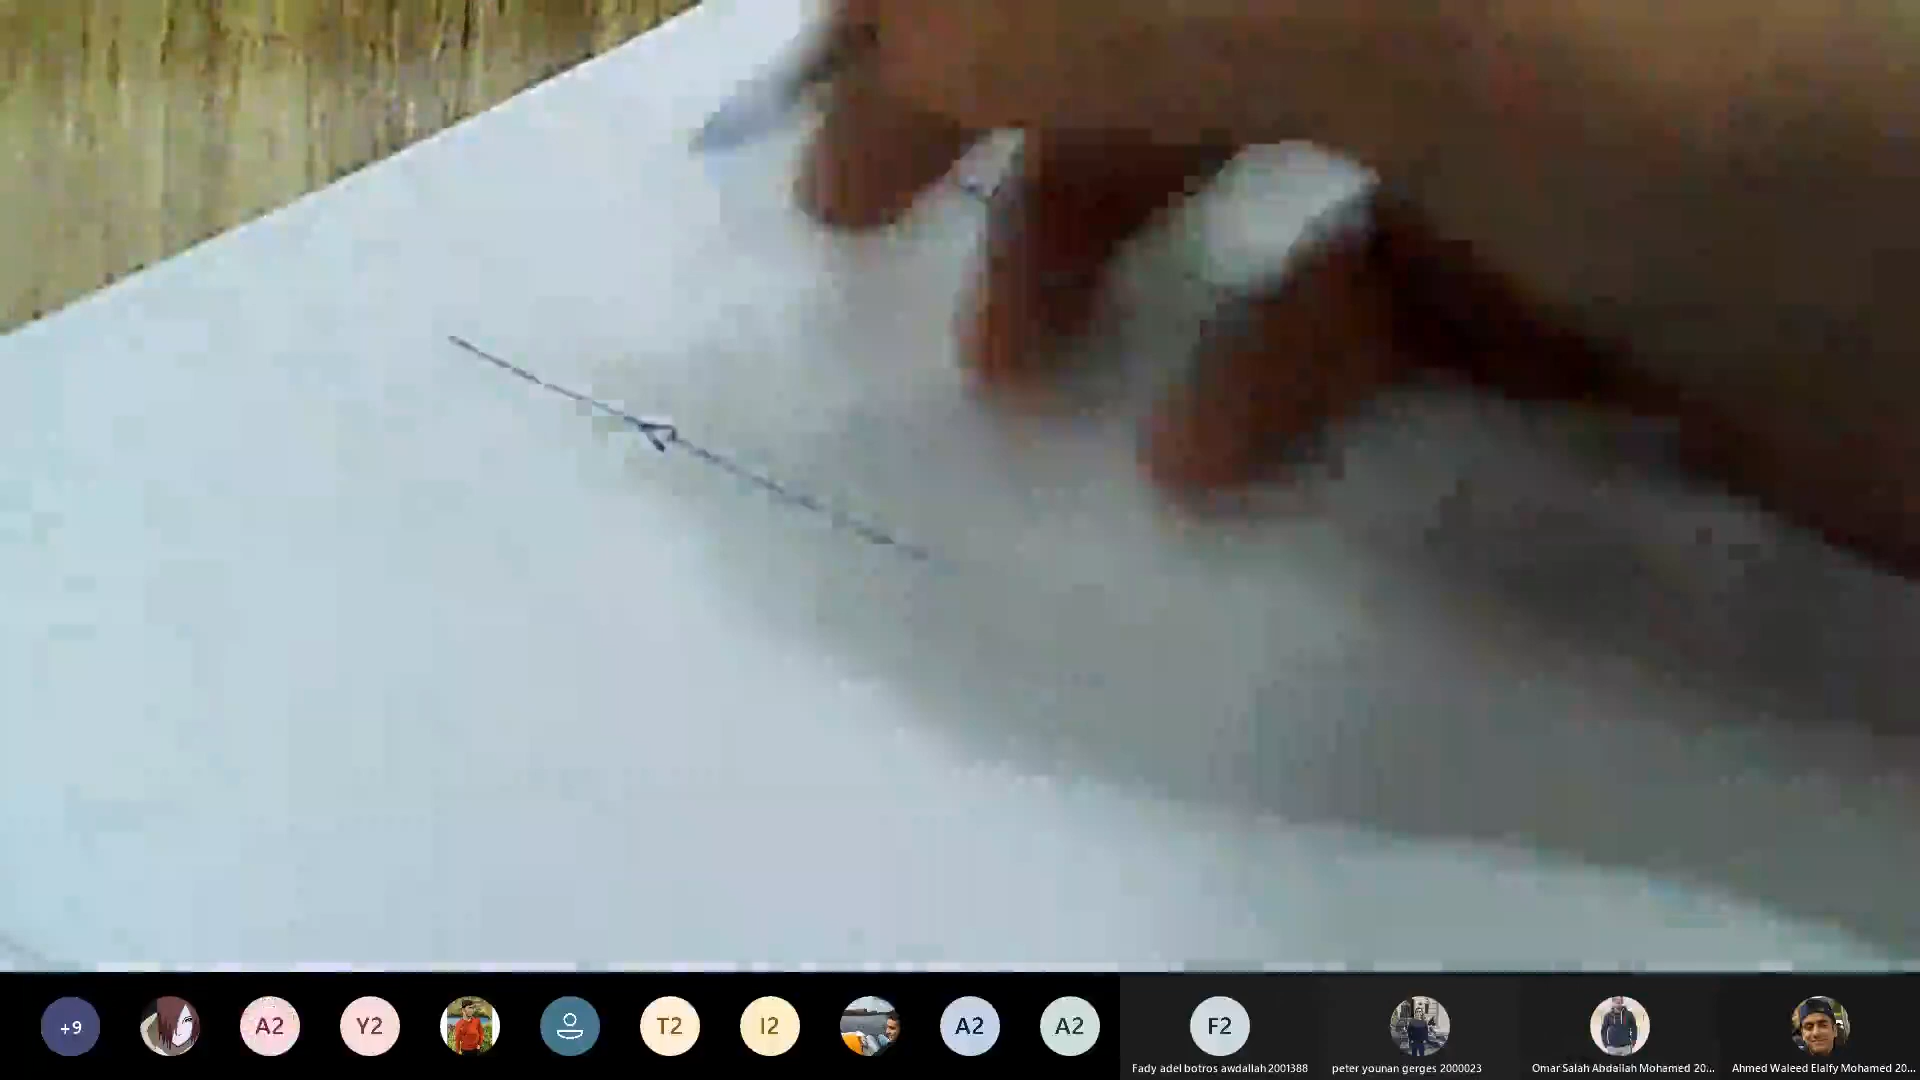 +9
A2
Y2
T2
I2
A2
A2
F2
Fady adel botros awdallah 2001388
peter younan gerges 2000023
Omar Salah Abdallah Mohamed 20...
Ahmed Waleed Elalfy Mohamed 20...